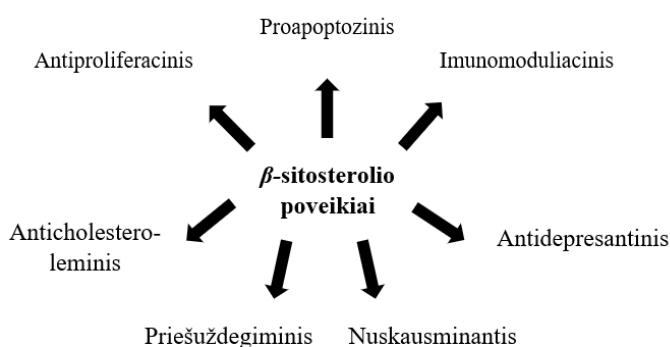 Proapoptozinis
Antiproliferacinis
Imunomoduliacinis
β-sitosterolio
poveikiai
Anticholestero-
leminis
Antidepresantinis
Priešuždegiminis
Nuskausminantis